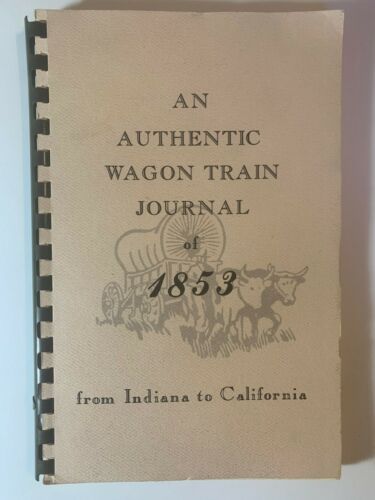 AN
AUTHENTIC
WAGON TRAIN
JOURNAL
of
1853
from Indiana to California